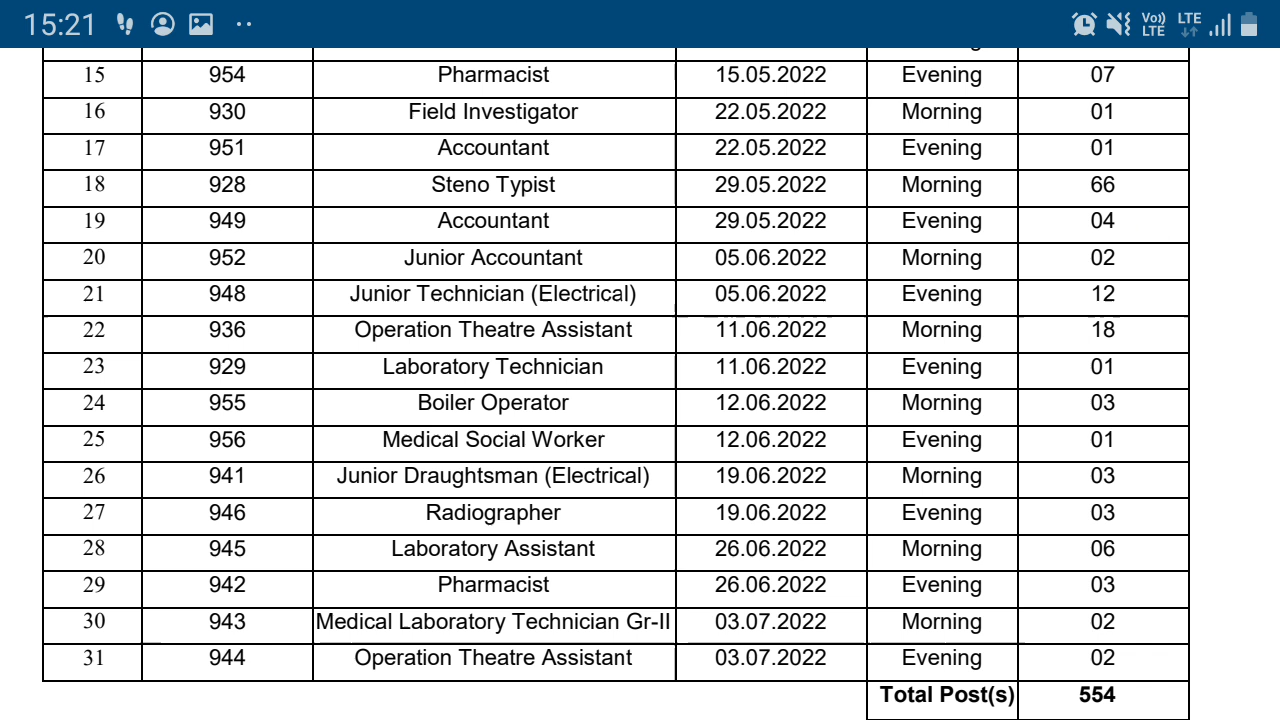 15:21
Vo)) LTE LTE
15 954 Pharmacist 15.05.2022 Evening 07
16 930 Field Investigator 22.05.2022 Morning 01
17 951 Accountant 22.05.2022 Evening 01
18 928 Steno Typist 29.05.2022 Morning 66
19 949 Accountant 29.05.2022 Evening 04
20 952 Junior Accountant 05.06.2022 Morning 02
21 948 Junior Technician (Electrical) 05.06.2022 Evening 12
22 936 Operation Theatre Assistant 11.06.2022 Morning 18
23 929 Laboratory Technician 11.06.2022 Evening 01
24 955 Boiler Operator 12.06.2022 Morning 03
25 956 Medical Social Worker 12.06.2022 Evening 01
26 941 Junior Draughtsman (Electrical) 19.06.2022 Morning 03
27 946 Radiographer 19.06.2022 Evening 03
28 945 Laboratory Assistant 26.06.2022 Morning 06
29 942 Pharmacist 26.06.2022 Evening 03
30 943 Medical Laboratory Technician Gr-II 03.07.2022 Morning 02
31 944 Operation Theatre Assistant 03.07.2022 Evening 02
Total Post(s) 554